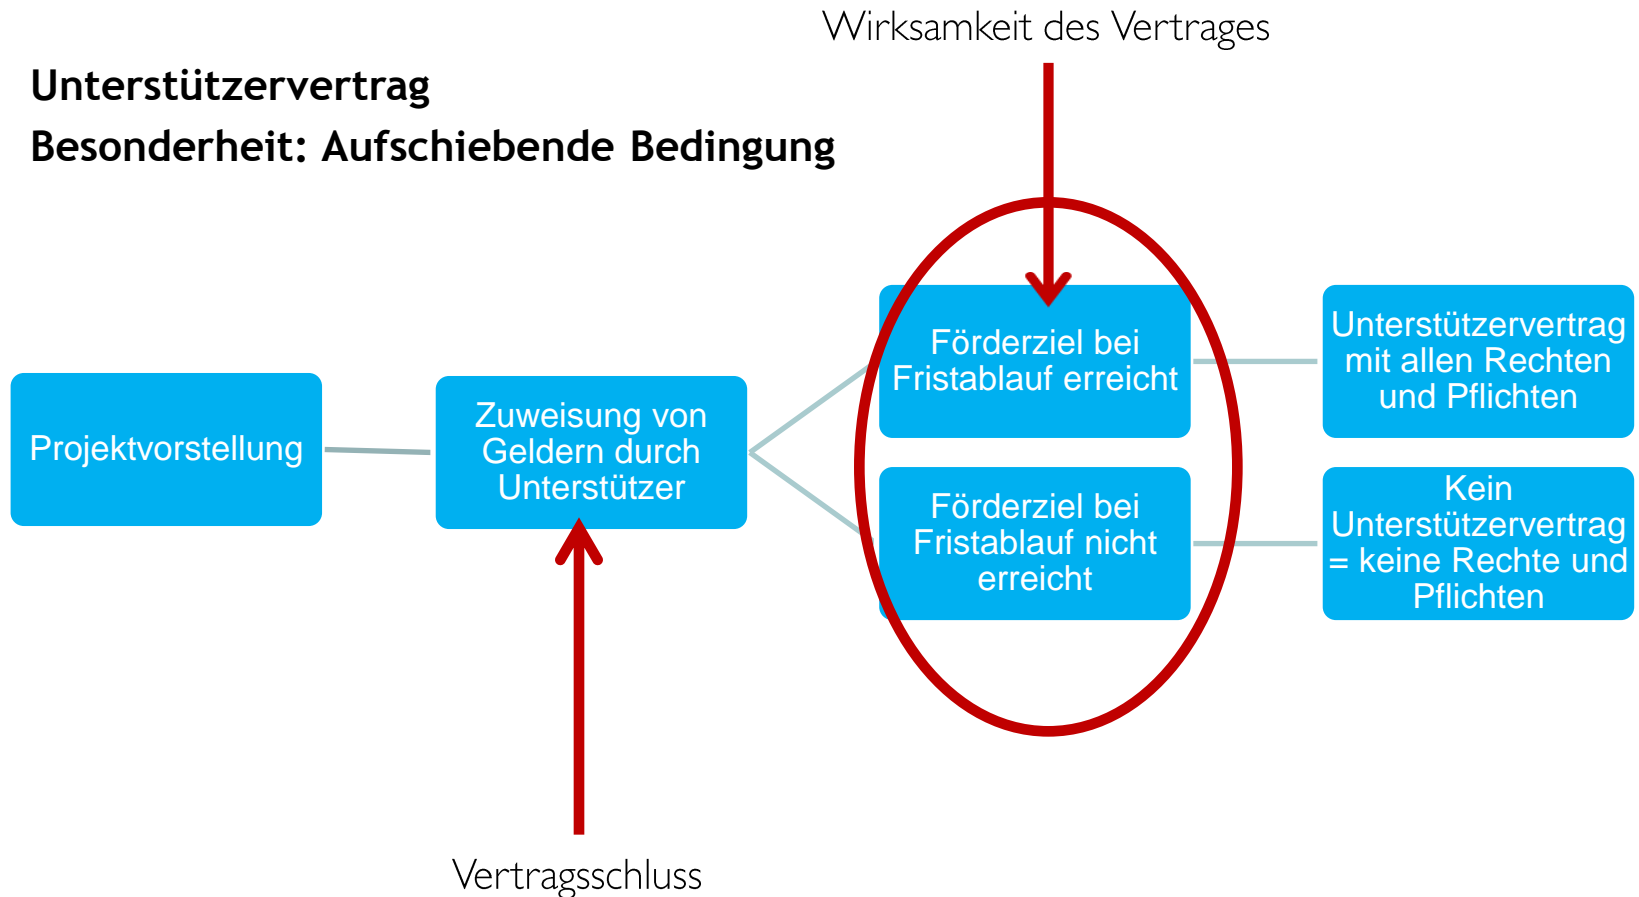 Wirksamkeit des Vertrages
Unterstützervertrag
Besonderheit: Aufschiebende Bedingung
Projektvorstellung
Zuweisung von
Geldern durch
Unterstützer
Förderziel bei
Fristablauf erreicht
Unterstützervertrag
mit allen Rechten
und Pflichten
Förderziel bei
Fristablauf nicht
erreicht
Kein
Unterstützervertrag
= keine Rechte und
Pflichten
Vertragsschluss